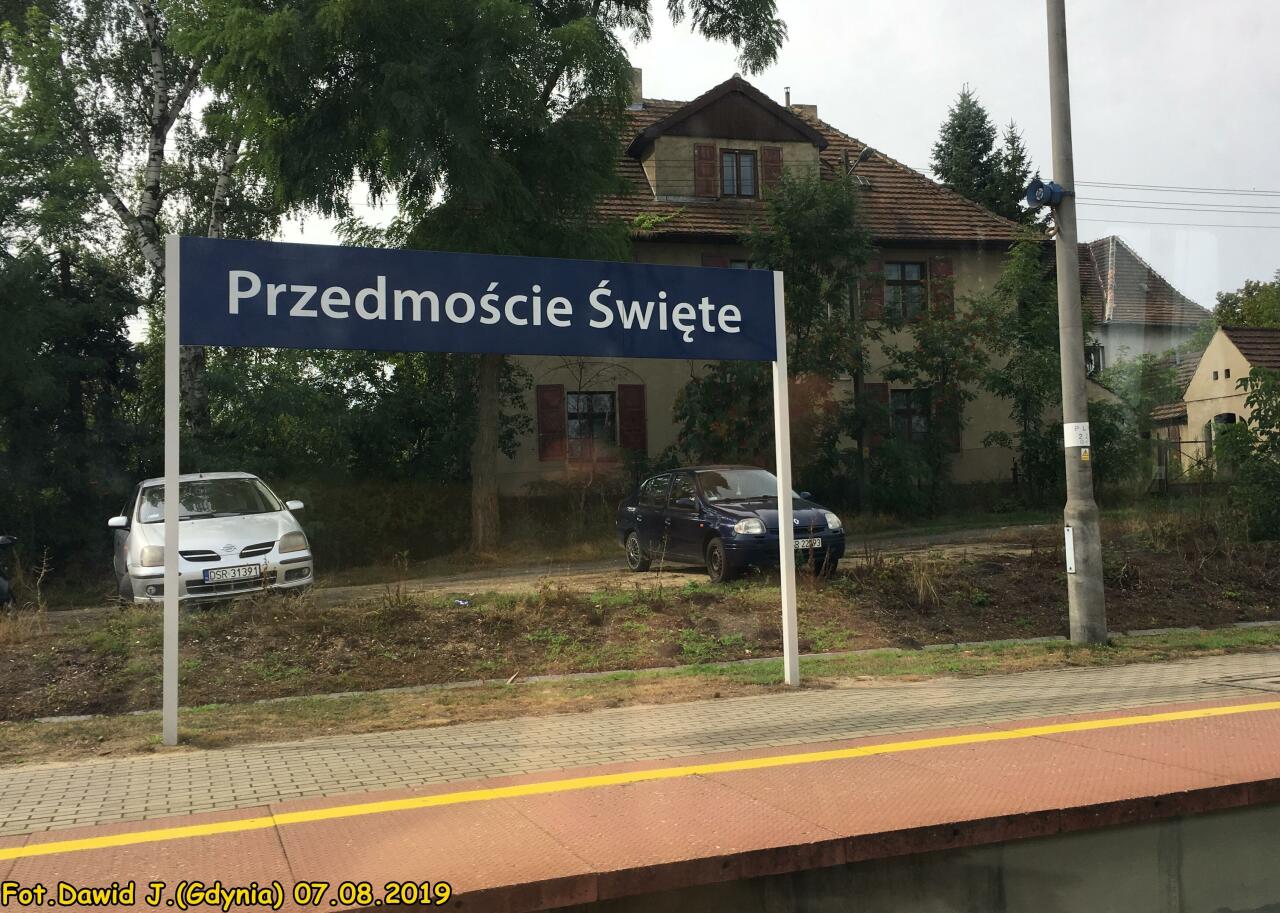 Przedmoście Święte
DSR 31391
Fot.Dawid J.(Gdynia) 07.08.2019